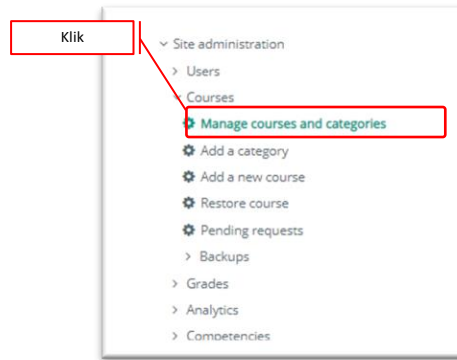 Klik
Site administration
Users
Courses
Manage courses and categories
Add a category
Add a new course
Restore course
Pending requests
Backups
Grades
Analytics
Competencies